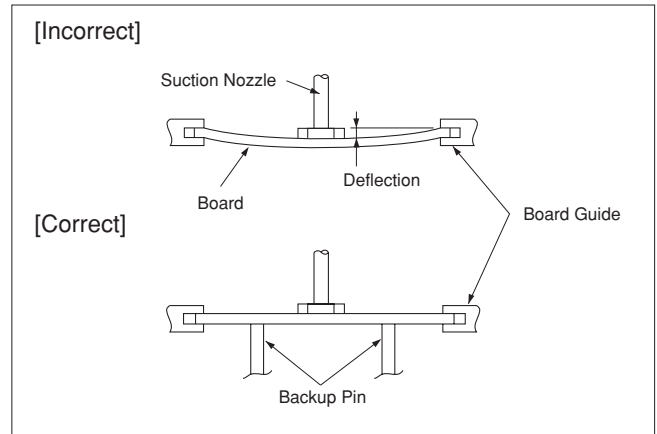 [Incorrect]
Suction Nozzle
Deflection
Board
Board Guide
[Correct]
Backup Pin